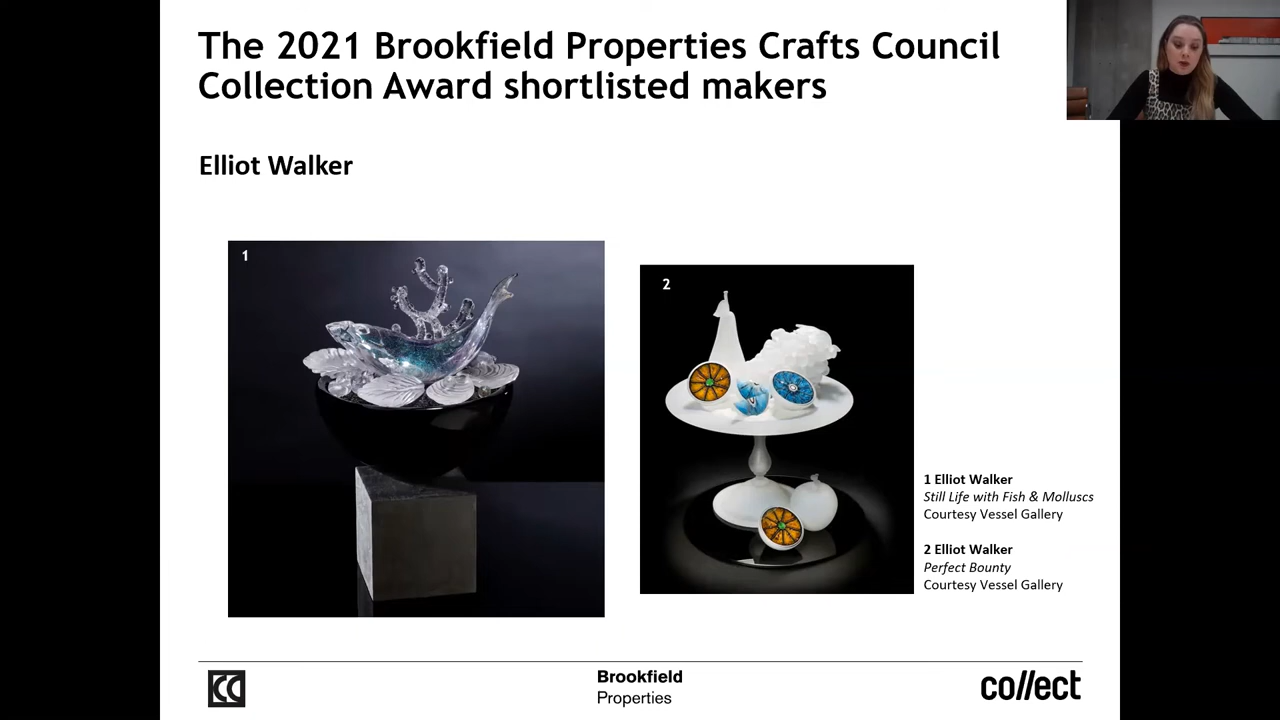 The 2021 Brookfield Properties Crafts Council
Collection Award shortlisted makers
Elliot Walker
1
2
1 Elliot Walker
Still Life with Fish & Molluscs
Courtesy Vessel Gallery
2 Elliot Walker
Perfect Bounty
Courtesy Vessel Gallery
CC
Brookfield
Properties
collect